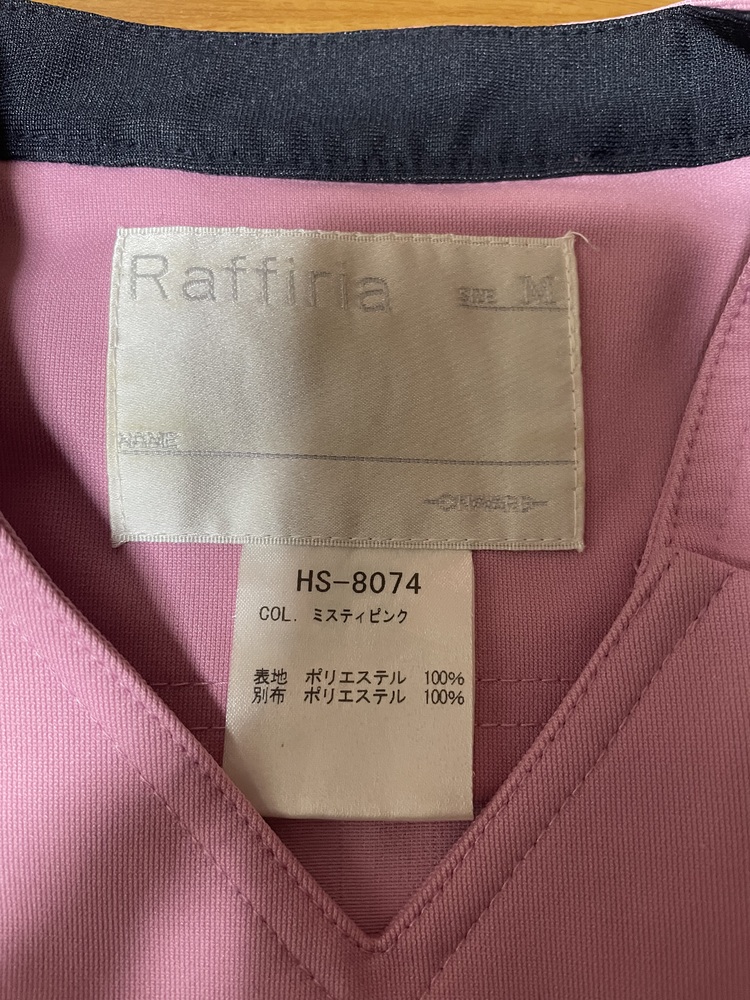 Raffiria
SIZE M
NAME
HS-8074
COL. ミスティピンク
表地 ポリエステル 100%
別布 ポリエステル 100%